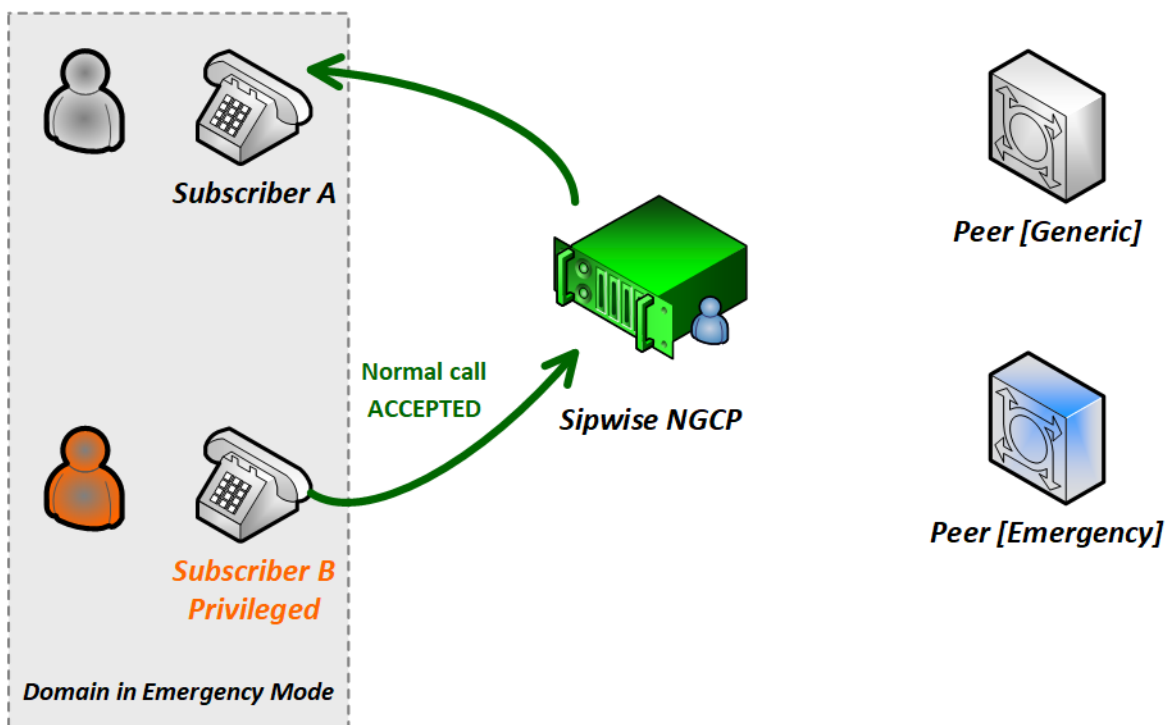 Subscriber A
Peer [Generic]
Normal call
ACCEPTED
Sipwise NGCP
Peer [Emergency]
Subscriber B
Privileged
Domain in Emergency Mode